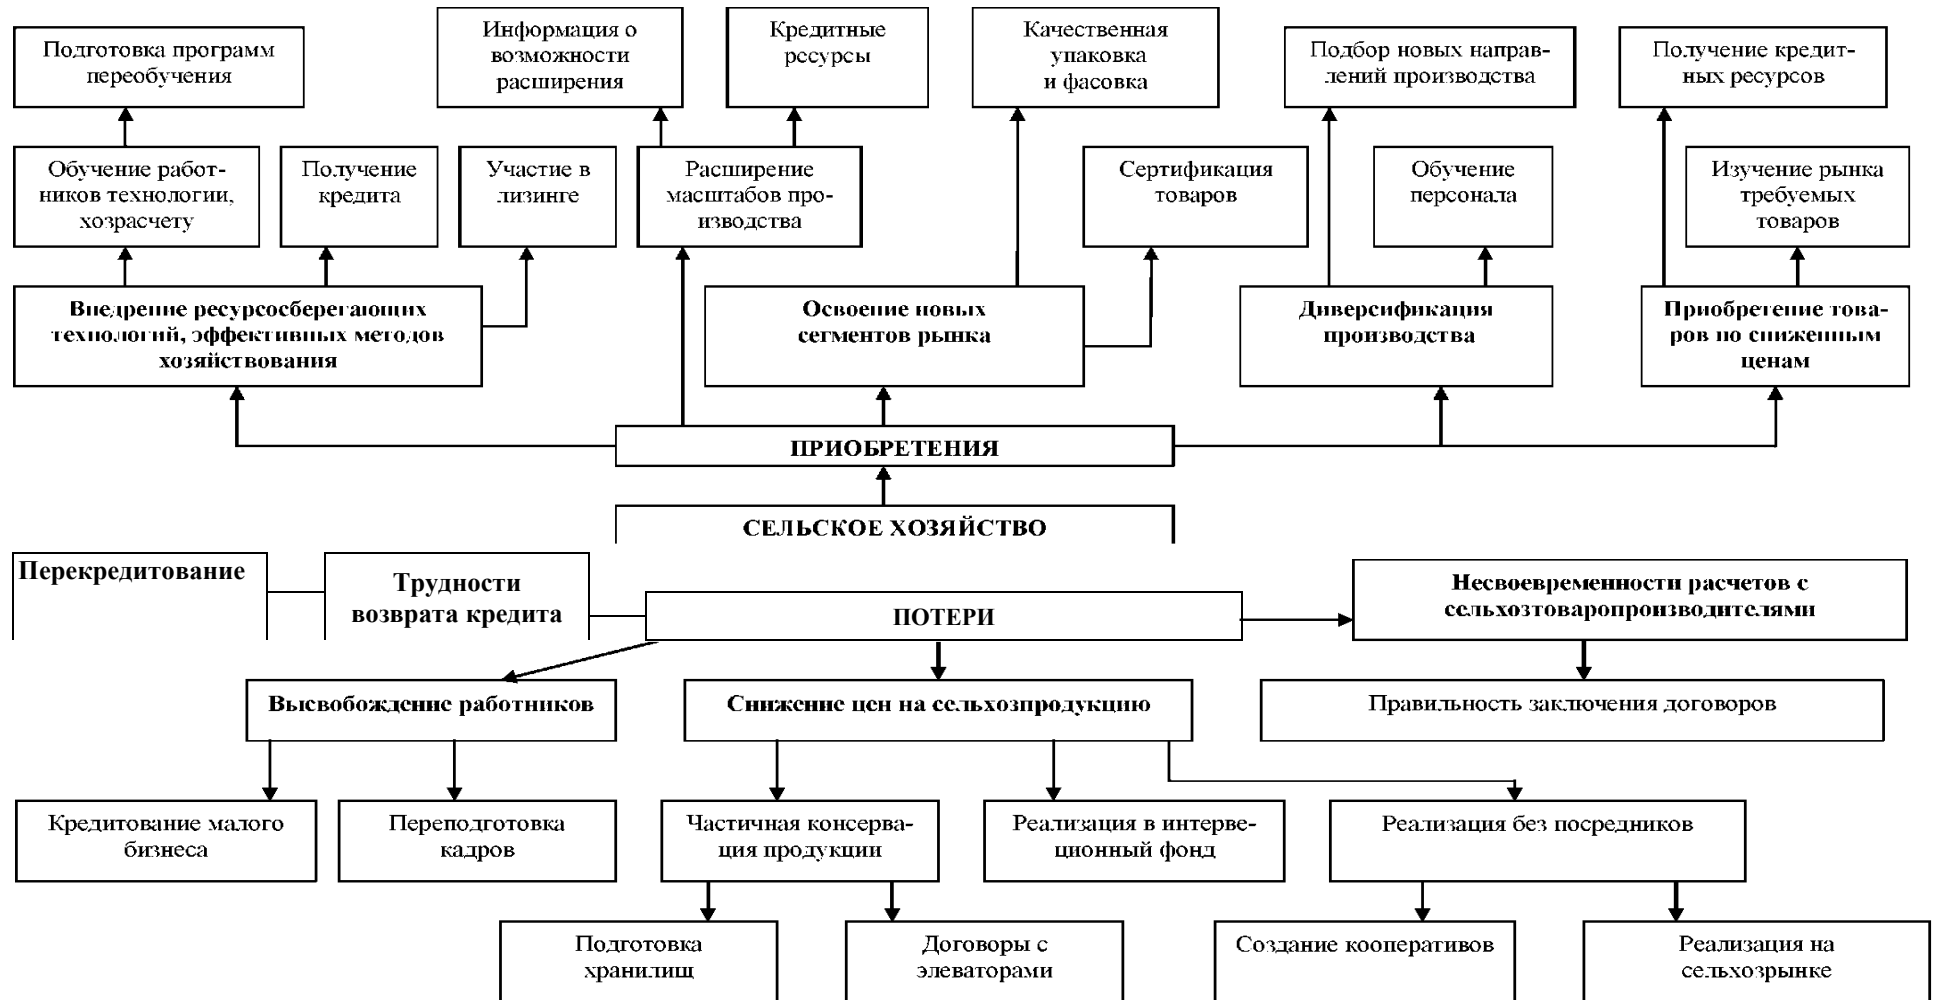 Подготовка программ
переобучения
Информация о
возможности
расширения
Кредитные
ресурсы
Качественная
упаковка
и фасовка
Подбор новых направ-
лений производства
Получение кредит-
ных ресурсов
Обучение работ-
ников технологии,
хозрасчету
Получение
кредита
Участие в
лизинге
Расширение
масштабов про-
изводства
Сертификация
товаров
Обучение
персонала
Изучение рынка
требуемых
товаров
Внедрение ресурсосберегающих
технологий, эффективных методов
хозяйствования
Освоение новых
сегментов рынка
Диверсификация
производства
Приобретение това-
ров по сниженным
ценам
ПРИОБРЕТЕНИЯ
СЕЛЬСКОЕ ХОЗЯЙСТВО
Перекредитование
Трудности
возврата кредита
ПОТЕРИ
Несвоевременности расчетов с
сельхозтоваропроизводителями
Высвобождение работников
Снижение цен на сельхозпродукцию
Правильность заключения договоров
Кредитование малого
бизнеса
Переподготовка
кадров
Частичная консерва-
ция продукции
Реализация в интерве-
ционный фонд
Реализация без посредников
Подготовка
хранилищ
Договоры с
элеваторами
Создание кооперативов
Реализация на
сельхозрынке